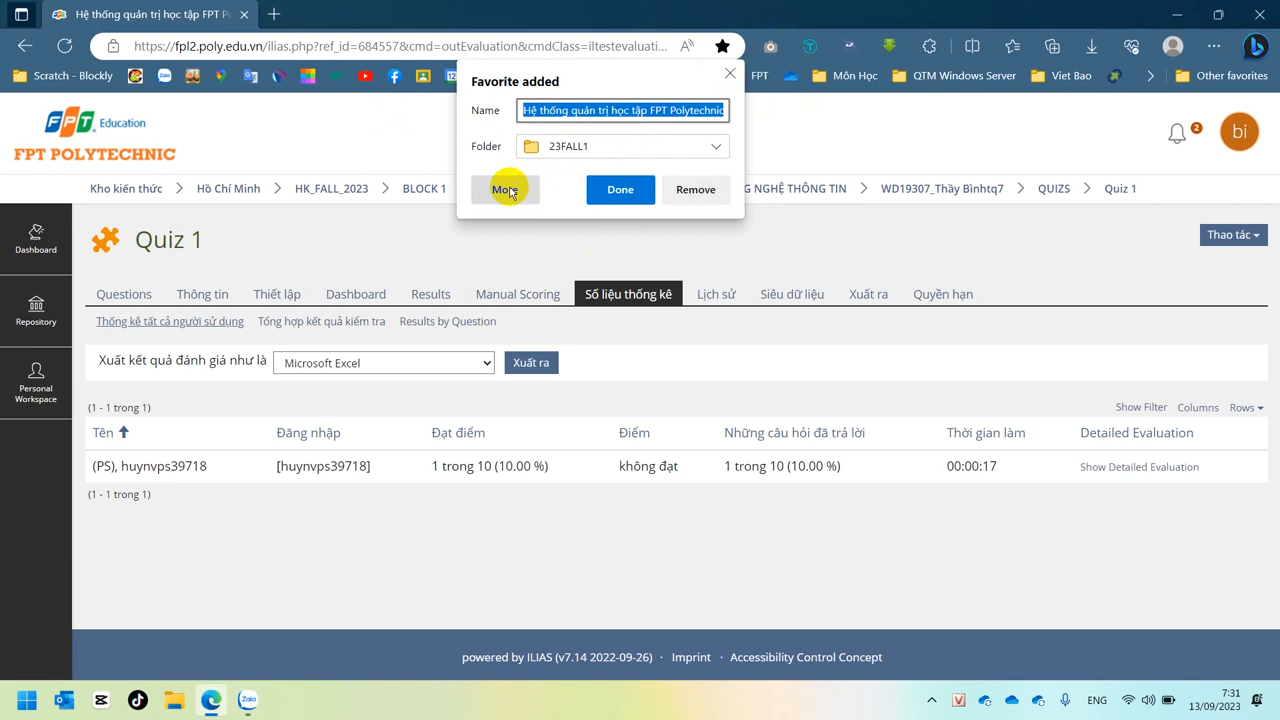 Hệ thống quản trị học tập FPT Pol
https://fpl2.poly.edu.vn/ilias.php?ref_id=684557&cmd=outEvaluation&cmdClass=iltestevaluati...
Scratch - Blockly
FPT
Môn Học
QTM Windows Server
Viet Bao
Other favorites
Favorite added
Name
Hệ thống quản trị học tập FPT Polytechnic
Folder
23FALL1
More
Done
Remove
FPT Education
FPT POLYTECHNIC
2
bi
Kho kiến thức
Hồ Chí Minh
HK_FALL_2023
BLOCK 1
NGHỆ THÔNG TIN
WD19307_Thầy Bìnhtq7
QUIZS
Quiz 1
Dashboard
Repository
Personal
Workspace
Quiz 1
Thao tác
Questions
Thông tin
Thiết lập
Dashboard
Results
Manual Scoring
Số liệu thống kê
Lịch sử
Siêu dữ liệu
Xuất ra
Quyền hạn
Thống kê tất cả người sử dụng
Tổng hợp kết quả kiểm tra
Results by Question
Xuất kết quả đánh giá như là
Microsoft Excel
Xuất ra
(1 - 1 trong 1)
Show Filter
Columns
Rows
Tên
Đăng nhập
Đạt điểm
Điểm
Những câu hỏi đã trả lời
Thời gian làm
Detailed Evaluation
(PS), huynvps39718
[huynvps39718]
1 trong 10 (10.00 %)
không đạt
1 trong 10 (10.00 %)
00:00:17
Show Detailed Evaluation
(1 - 1 trong 1)
powered by ILIAS (v7.14 2022-09-26) · Imprint · Accessibility Control Concept
ENG
7:31
13/09/2023